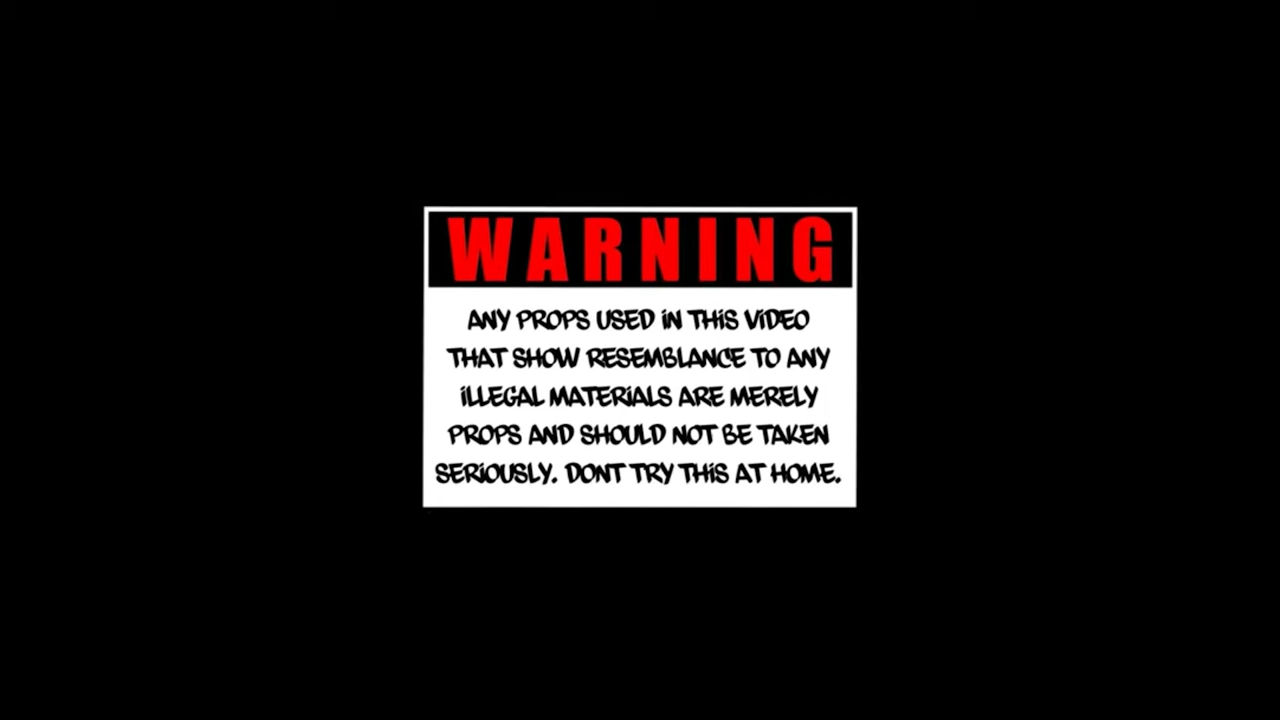 WARNING
ANY PROPS USED iN THiS ViDEO
THAT SHOW RESEMBLANCE TO ANY
iLLEGAL MATERiALS ARE MERELY
PROPS AND SHOULD NOT BE TAKEN
SERiOUSLY. DONT TRY THiS AT HOME.